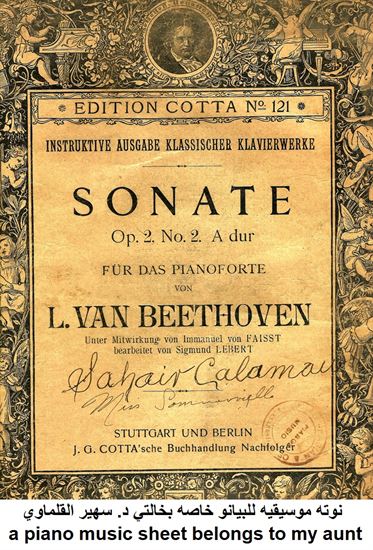 EDITION COTTA No. 121
INSTRUKTIVE AUSGABE KLASSISCHER KLAVIERWERKE
SONATE
Op. 2. No. 2. A dur
FÜR DAS PIANOFORTE
VON
L. VAN BEETHOVEN
Unter Mitwirkung von Immanuel von FAISST
bearbeitet von Sigmund LEBERT
Sahair Calamau
Miss
STUTTGART UND BERLIN
J. G. COTTA'sche Buchhandlung Nachfolger
نوته موسيقيه للبيانو خاصه بخالتي د. سهير القلماوي
a piano music sheet belongs to my aunt